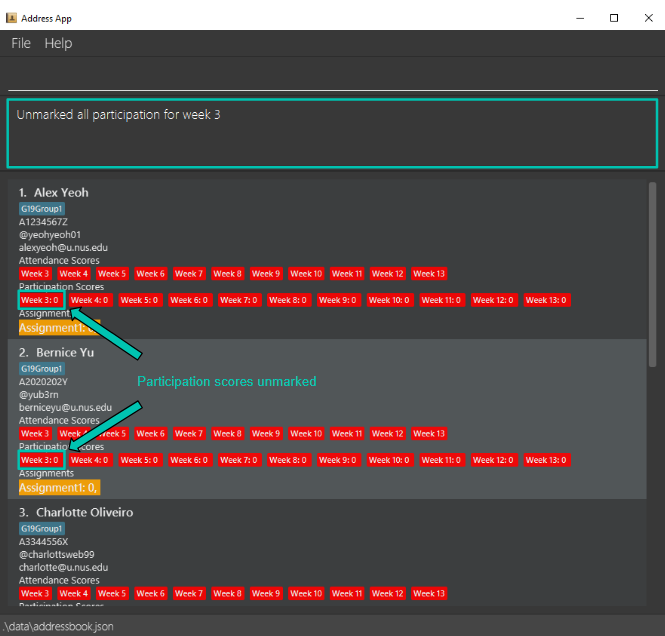 Address App
File Help
Unmarked all participation for week 3
1. Alex Yeoh
G19Group1
A1234567Z
@yeohyeoh01
alexyeoh@u.nus.edu
Attendance Scores
Week 3 Week 4 Week 5 Week 6 Week 7 Week 8 Week 9 Week 10 Week 11 Week 12 Week 13
Participation Scores
Week 3: 0 Week 4: 0 Week 5: 0 Week 6: 0 Week 7: 0 Week 8: 0 Week 9: 0 Week 10: 0 Week 11: 0 Week 12: 0 Week 13: 0
Assignments
Assignment1: 0,
2. Bernice Yu
G19Group1
A2020202Y
Participation scores unmarked
@yub3rn
berniceyu@u.nus.edu
Attendance Scores
Week 3 Week 4 Week 5 Week 6 Week 7 Week 8 Week 9 Week 10 Week 11 Week 12 Week 13
Participation Scores
Week 3: 0 Week 4: 0 Week 5: 0 Week 6: 0 Week 7: 0 Week 8: 0 Week 9: 0 Week 10: 0 Week 11: 0 Week 12: 0 Week 13: 0
Assignments
Assignment1: 0,
3. Charlotte Oliveiro
G19Group1
A3344556X
@charlottsweb99
charlotte@u.nus.edu
Attendance Scores
Week 3 Week 4 Week 5 Week 6 Week 7 Week 8 Week 9 Week 10 Week 11 Week 12 Week 13
Participation Scores
.\data\addressbook.json